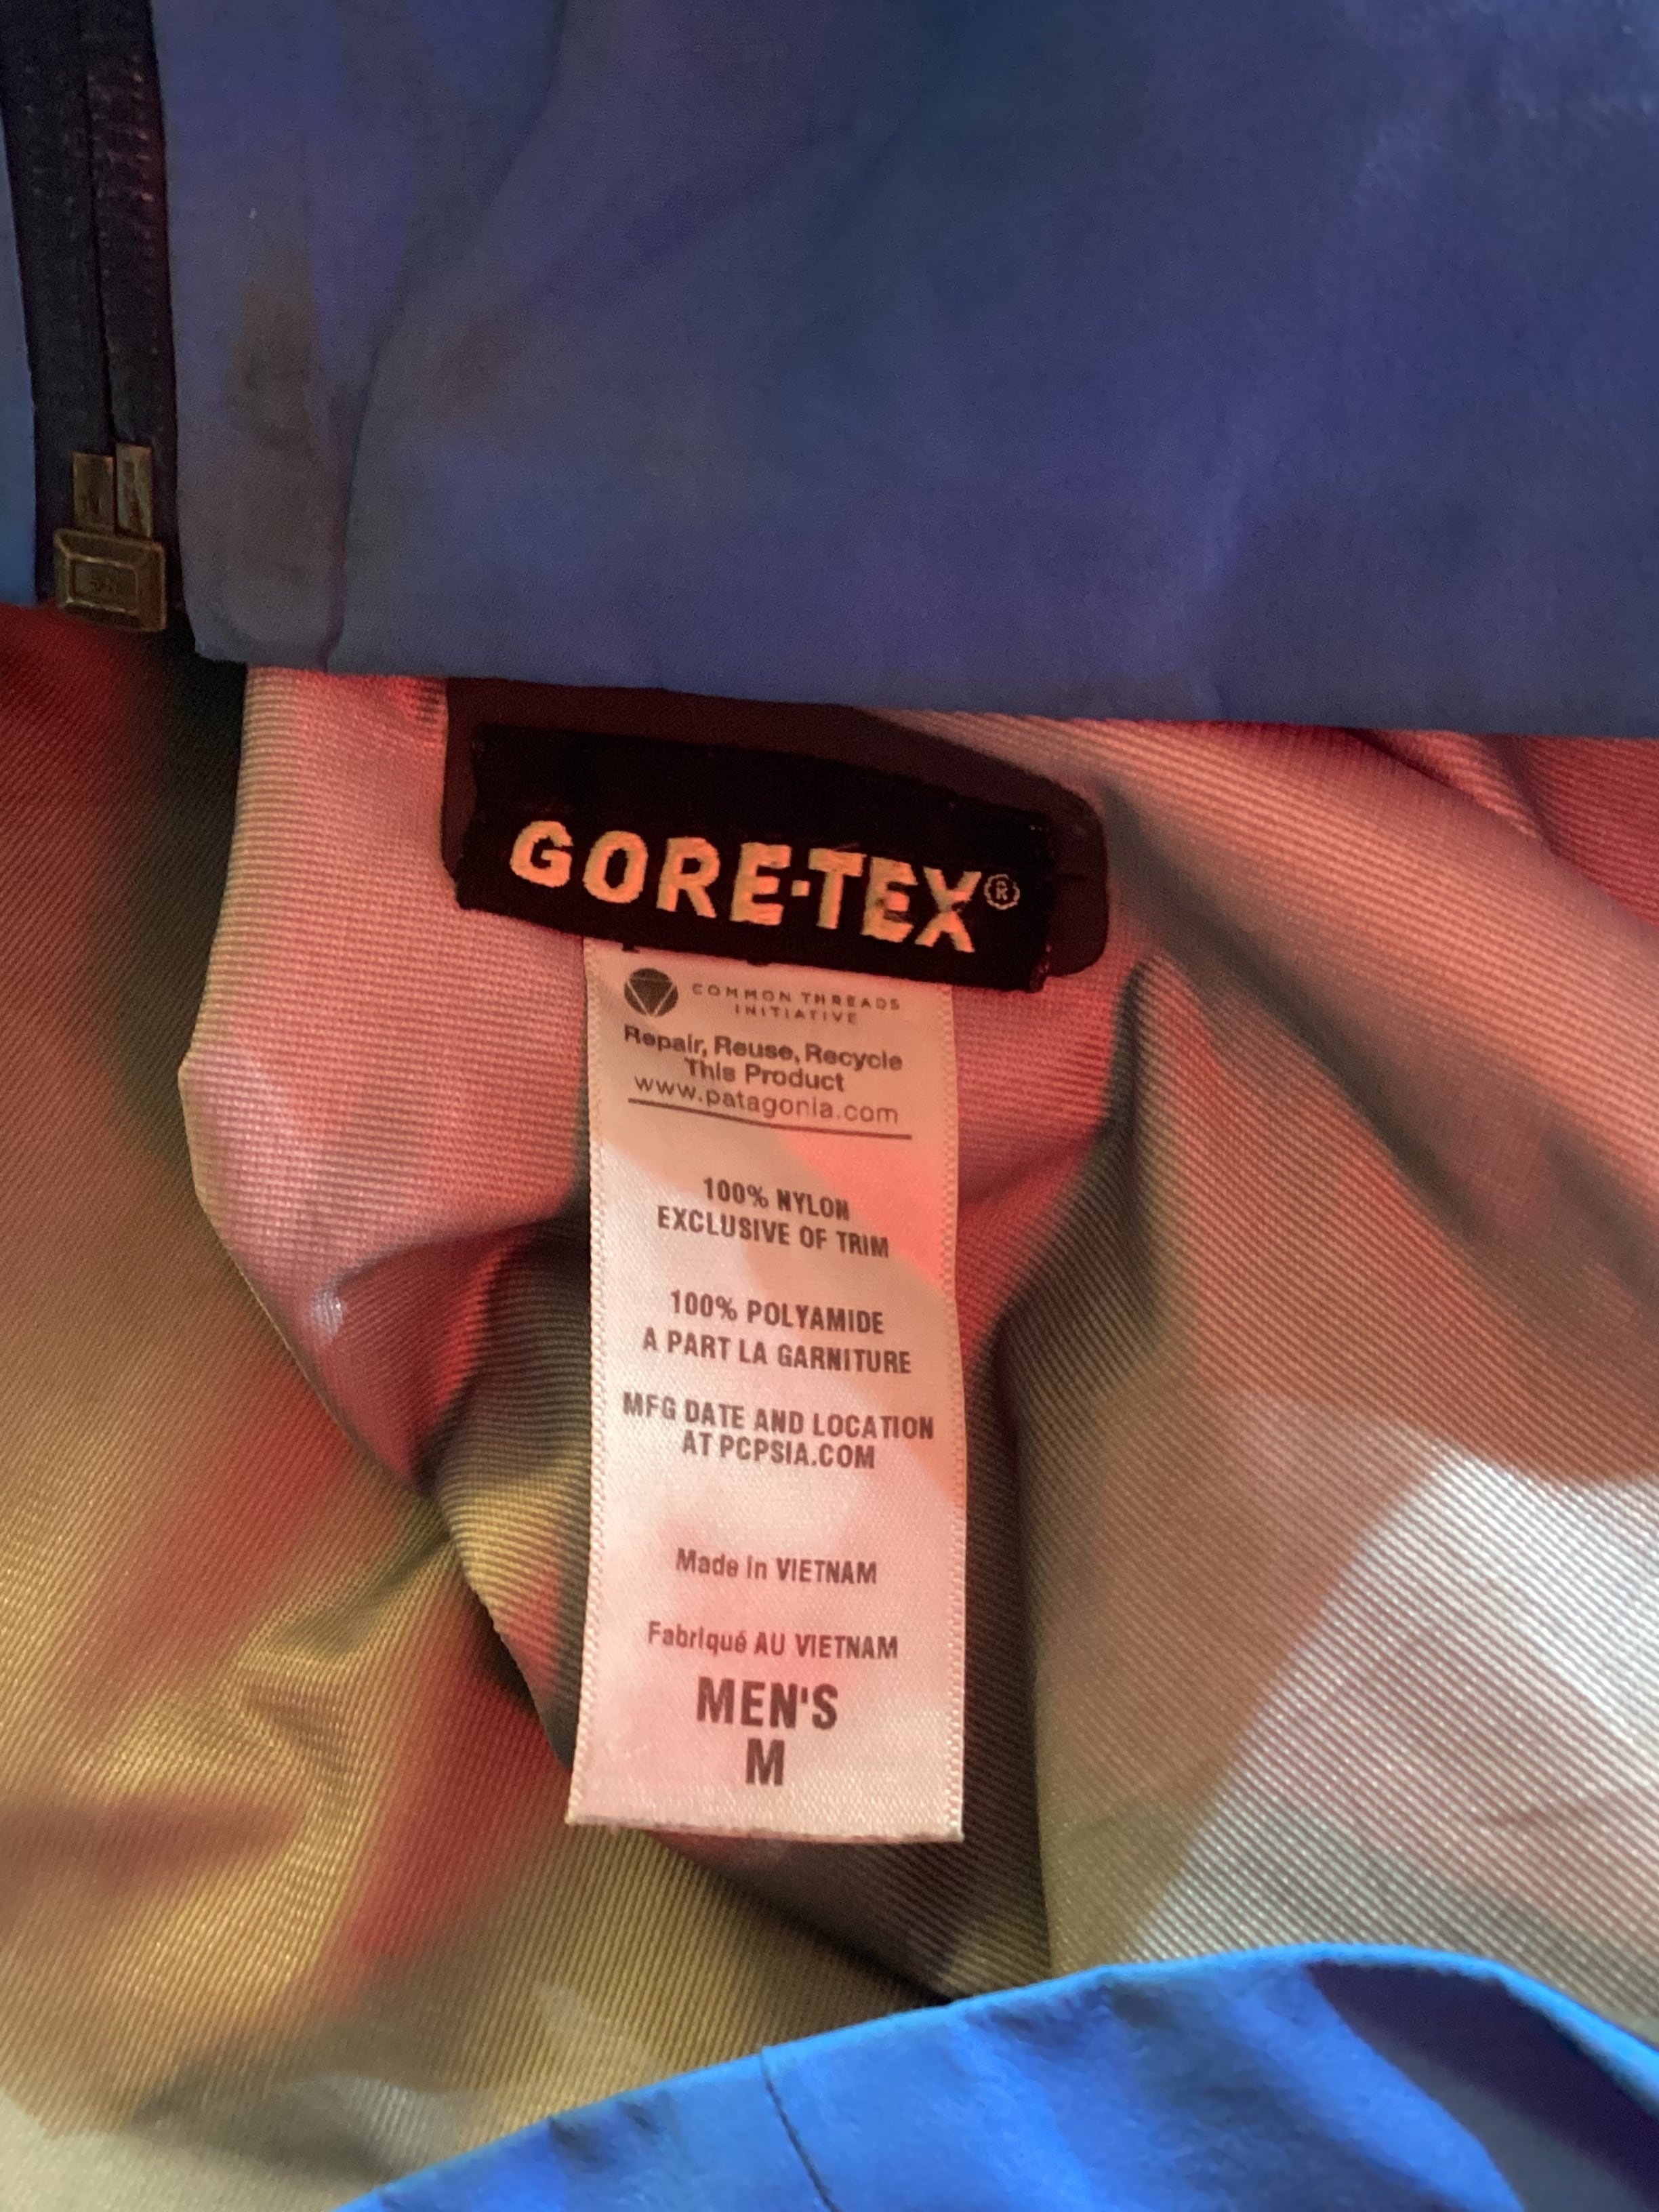 GORE-TEX®
COMMON THREADS
INITIATIVE
Repair, Reuse, Recycle
This Product
www.patagonia.com
100% NYLON
EXCLUSIVE OF TRIM
100% POLYAMIDE
A PART LA GARNITURE
MFG DATE AND LOCATION
AT PCPSIA.COM
Made in VIETNAM
Fabriqué AU VIETNAM
MEN'S
M